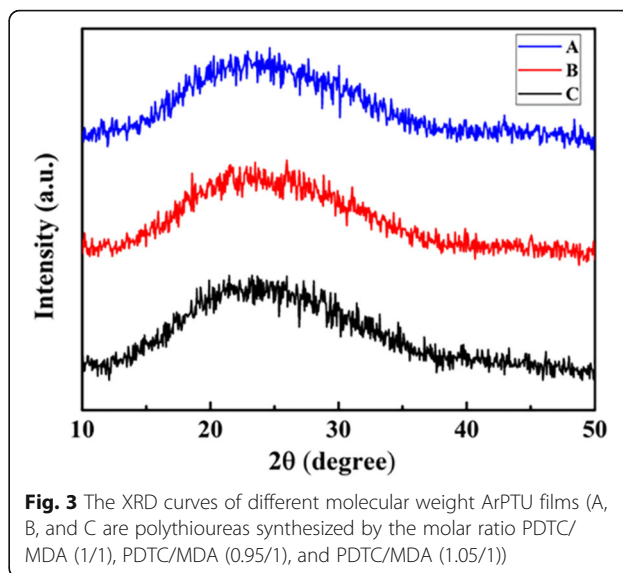 A
B
C
Intensity (a.u.)
10 20 30 40 50
2θ (degree)
Fig. 3 The XRD curves of different molecular weight ArPTU films (A,
B, and C are polythioureas synthesized by the molar ratio PDTC/
MDA (1/1), PDTC/MDA (0.95/1), and PDTC/MDA (1.05/1))